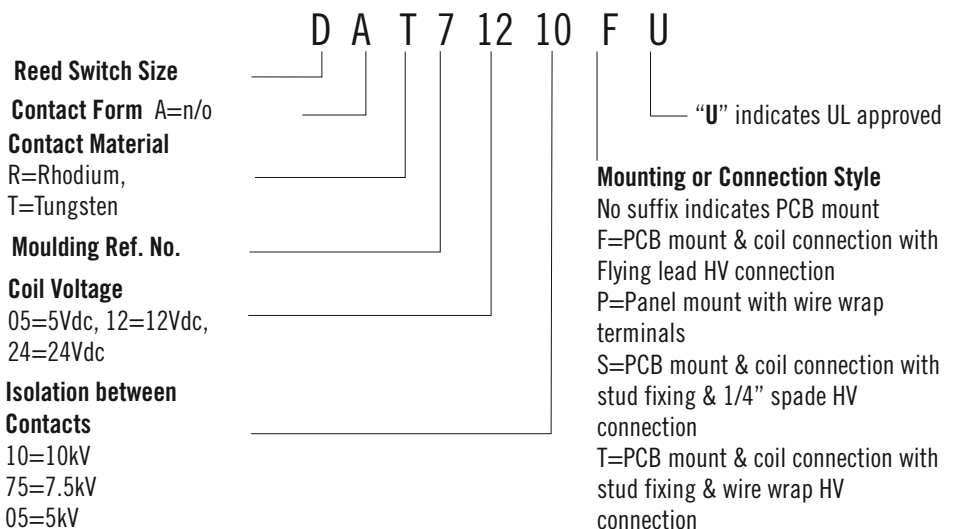 D A T 7 12 10 F U
Reed Switch Size
Contact Form A=n/o
Contact Material
R=Rhodium,
T=Tungsten
Moulding Ref. No.
Coil Voltage
05=5Vdc, 12=12Vdc,
24=24Vdc
Isolation between
Contacts
10=10kV
75=7.5kV
05=5kV
“U” indicates UL approved
Mounting or Connection Style
No suffix indicates PCB mount
F=PCB mount & coil connection with
Flying lead HV connection
P=Panel mount with wire wrap
terminals
S=PCB mount & coil connection with
stud fixing & 1/4” spade HV
connection
T=PCB mount & coil connection with
stud fixing & wire wrap HV
connection